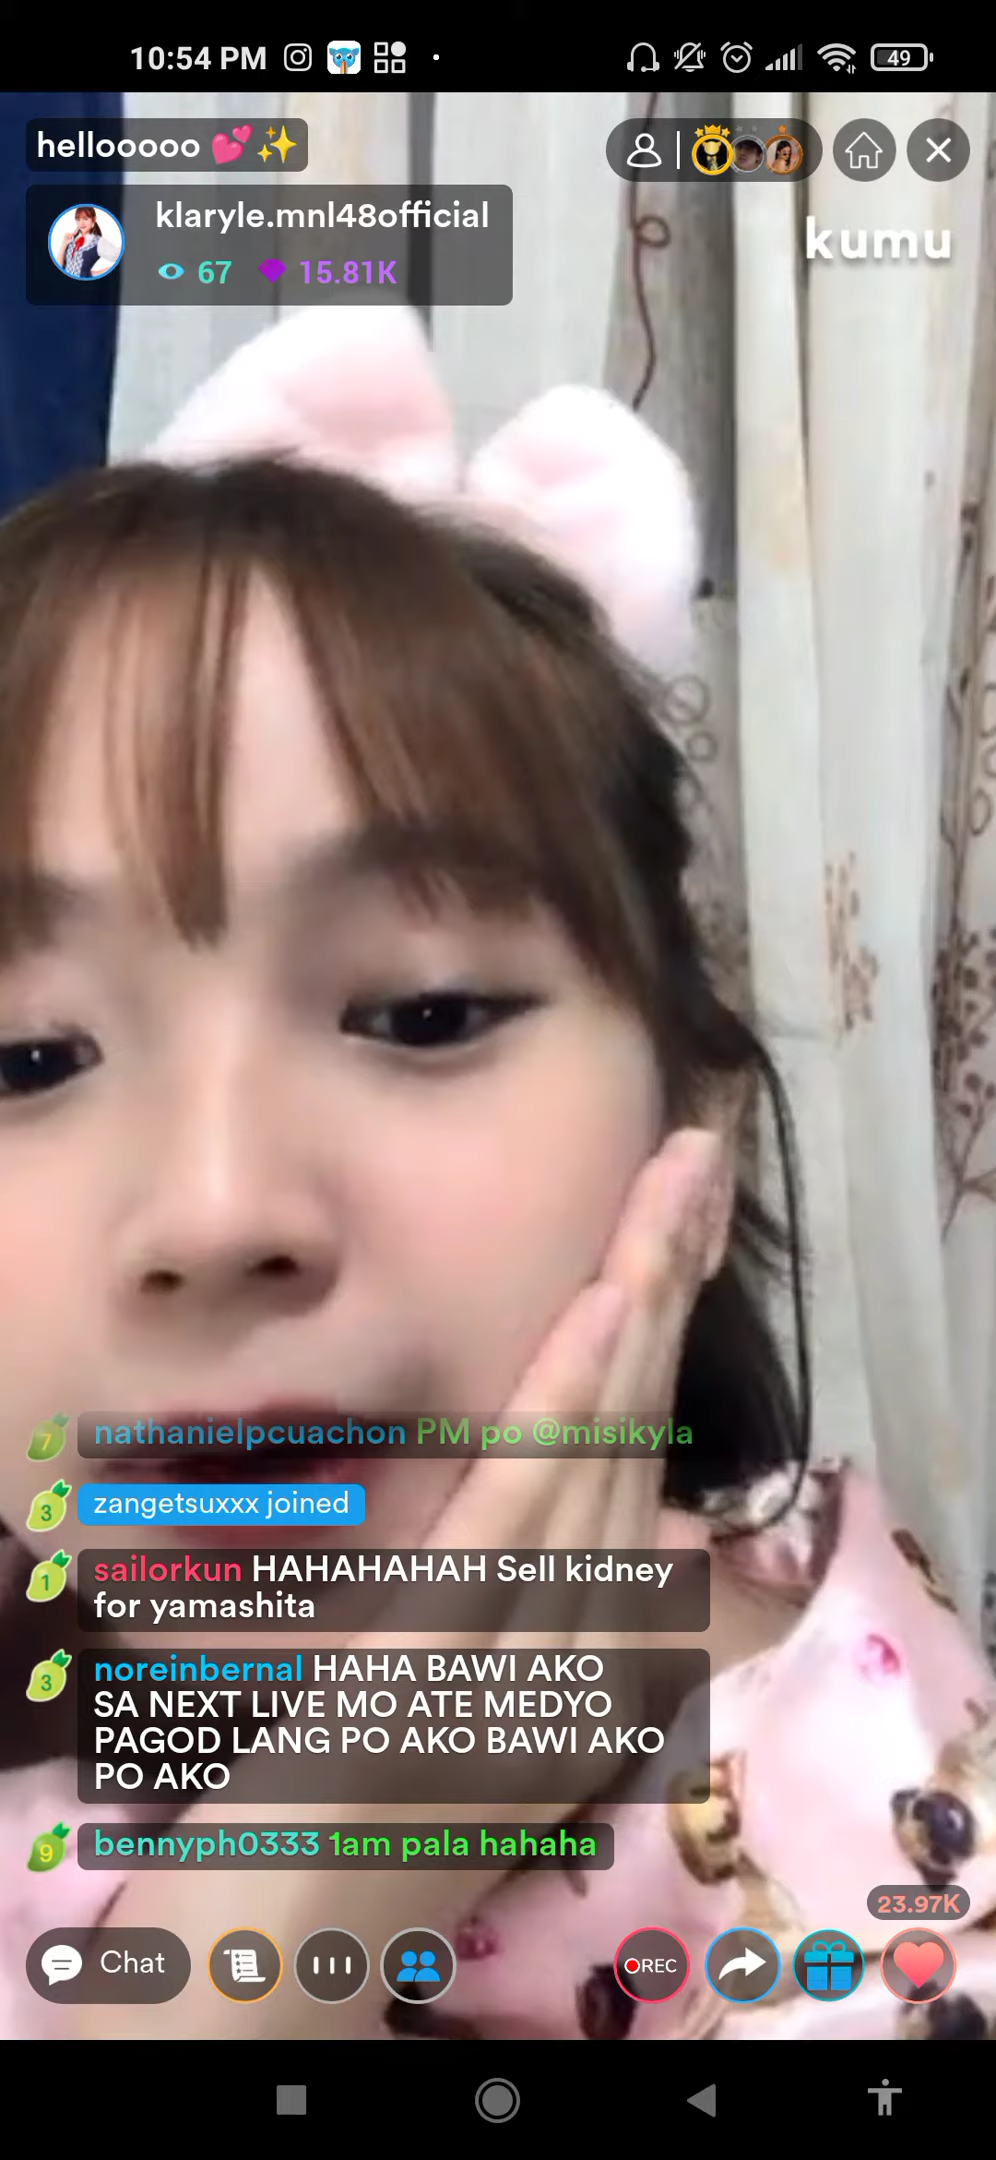 10:54 PM
49
hellooooo 💕✨
klaryle.mnl48official
67 15.81K
kumu
7 nathanielpcuachon PM po @misikyla
3 zangetsuxxx joined
1 sailorkun HAHAHAHAH Sell kidney
for yamashita
3 noreinbernal HAHA BAWI AKO
SA NEXT LIVE MO ATE MEDYO
PAGOD LANG PO AKO BAWI AKO
PO AKO
9 bennyph0333 1am pala hahaha
23.97K
Chat
REC